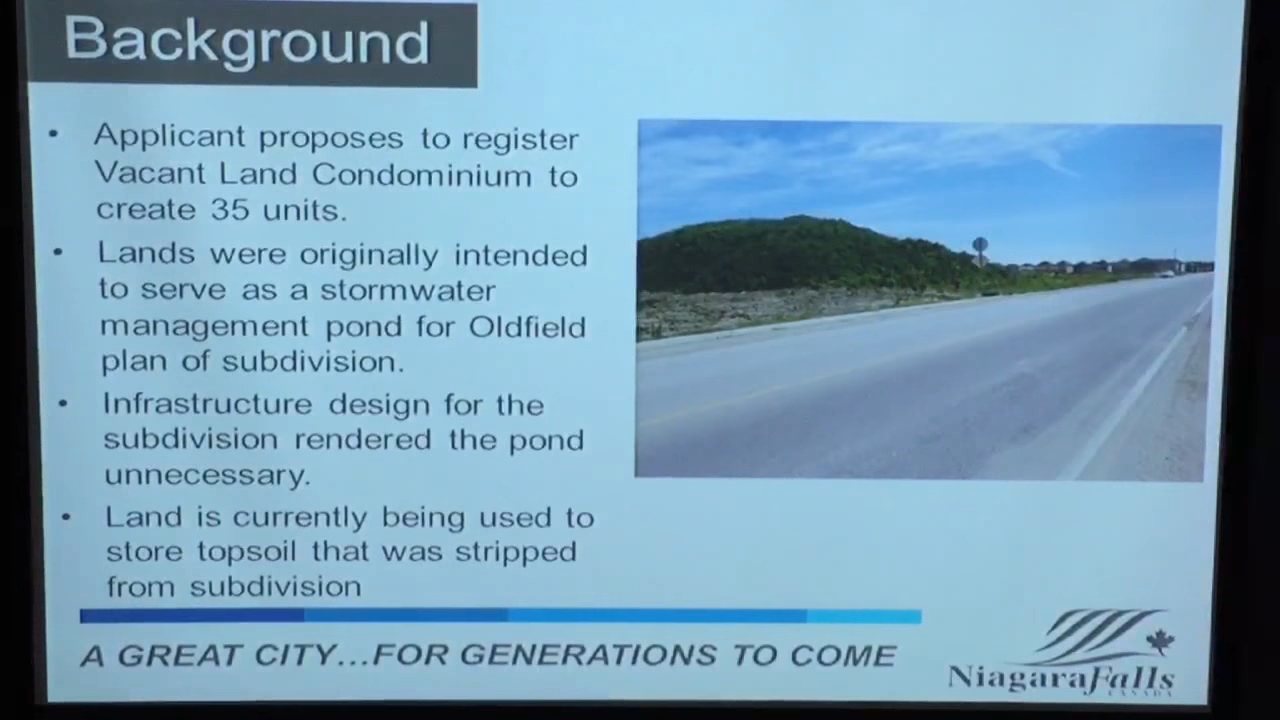 Background
• Applicant proposes to register
Vacant Land Condominium to
create 35 units.
• Lands were originally intended
to serve as a stormwater
management pond for Oldfield
plan of subdivision.
• Infrastructure design for the
subdivision rendered the pond
unnecessary.
• Land is currently being used to
store topsoil that was stripped
from subdivision
A GREAT CITY...FOR GENERATIONS TO COME
NiagaraFalls
CANADA